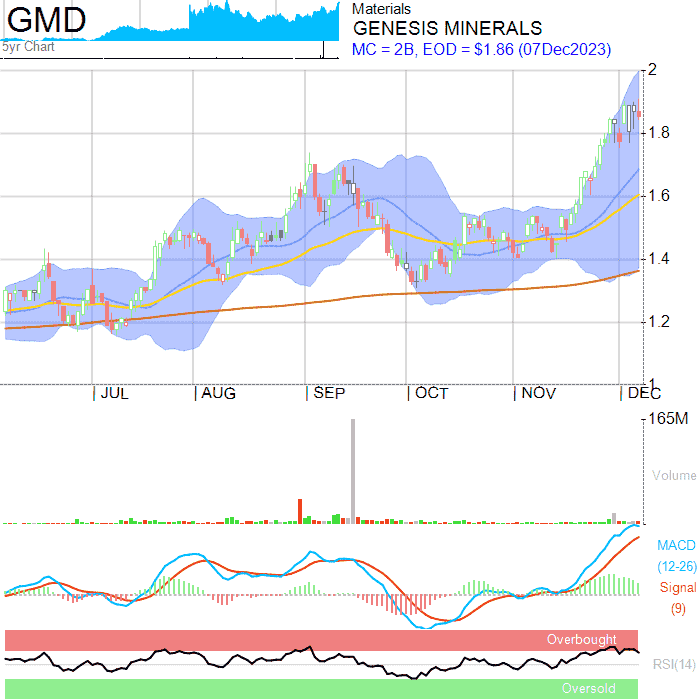 GMD
5yr Chart
Materials
GENESIS MINERALS
MC = 2B, EOD = $1.86 (07Dec2023)
2
1.8
1.6
1.4
1.2
1
JUL AUG SEP OCT NOV DEC
165M
Volume
MACD
(12-26)
Signal
(9)
Overbought
RSI(14)
Oversold